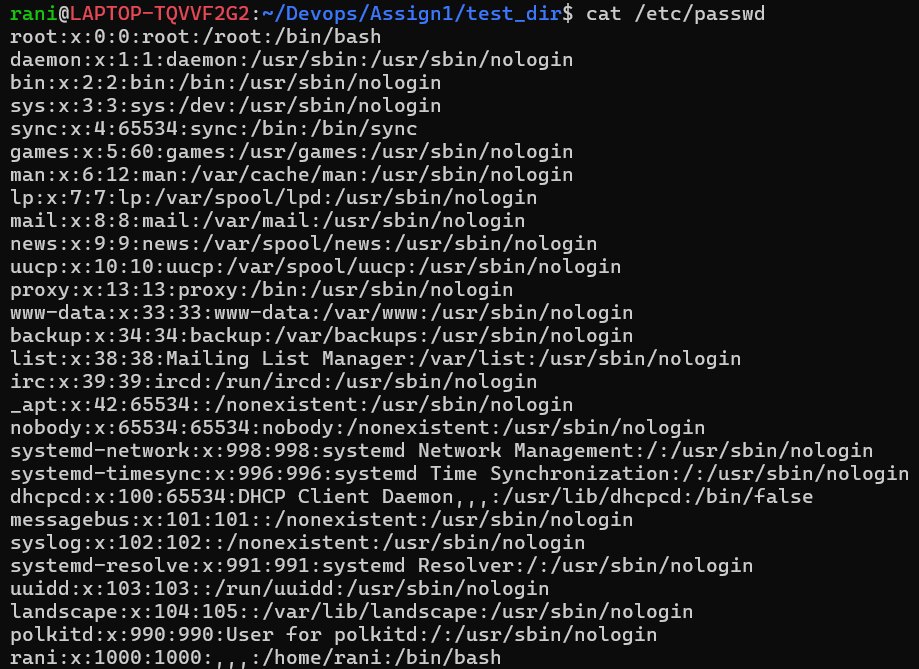 rani@LAPTOP-TQVVF2G2:~/Devops/Assign1/test_dir$ cat /etc/passwd
root:x:0:0:root:/root:/bin/bash
daemon:x:1:1:daemon:/usr/sbin:/usr/sbin/nologin
bin:x:2:2:bin:/bin:/usr/sbin/nologin
sys:x:3:3:sys:/dev:/usr/sbin/nologin
sync:x:4:65534:sync:/bin:/bin/sync
games:x:5:60:games:/usr/games:/usr/sbin/nologin
man:x:6:12:man:/var/cache/man:/usr/sbin/nologin
lp:x:7:7:lp:/var/spool/lpd:/usr/sbin/nologin
mail:x:8:8:mail:/var/mail:/usr/sbin/nologin
news:x:9:9:news:/var/spool/news:/usr/sbin/nologin
uucp:x:10:10:uucp:/var/spool/uucp:/usr/sbin/nologin
proxy:x:13:13:proxy:/bin:/usr/sbin/nologin
www-data:x:33:33:www-data:/var/www:/usr/sbin/nologin
backup:x:34:34:backup:/var/backups:/usr/sbin/nologin
list:x:38:38:Mailing List Manager:/var/list:/usr/sbin/nologin
irc:x:39:39:ircd:/run/ircd:/usr/sbin/nologin
_apt:x:42:65534::/nonexistent:/usr/sbin/nologin
nobody:x:65534:65534:nobody:/nonexistent:/usr/sbin/nologin
systemd-network:x:998:998:systemd Network Management:/:/usr/sbin/nologin
systemd-timesync:x:996:996:systemd Time Synchronization:/:/usr/sbin/nologin
dhcpcd:x:100:65534:DHCP Client Daemon,,,:/usr/lib/dhcpcd:/bin/false
messagebus:x:101:101::/nonexistent:/usr/sbin/nologin
syslog:x:102:102::/nonexistent:/usr/sbin/nologin
systemd-resolve:x:991:991:systemd Resolver:/:/usr/sbin/nologin
uuidd:x:103:103::/run/uuidd:/usr/sbin/nologin
landscape:x:104:105::/var/lib/landscape:/usr/sbin/nologin
polkitd:x:990:990:User for polkitd:/:/usr/sbin/nologin
rani:x:1000:1000:,,,:/home/rani:/bin/bash